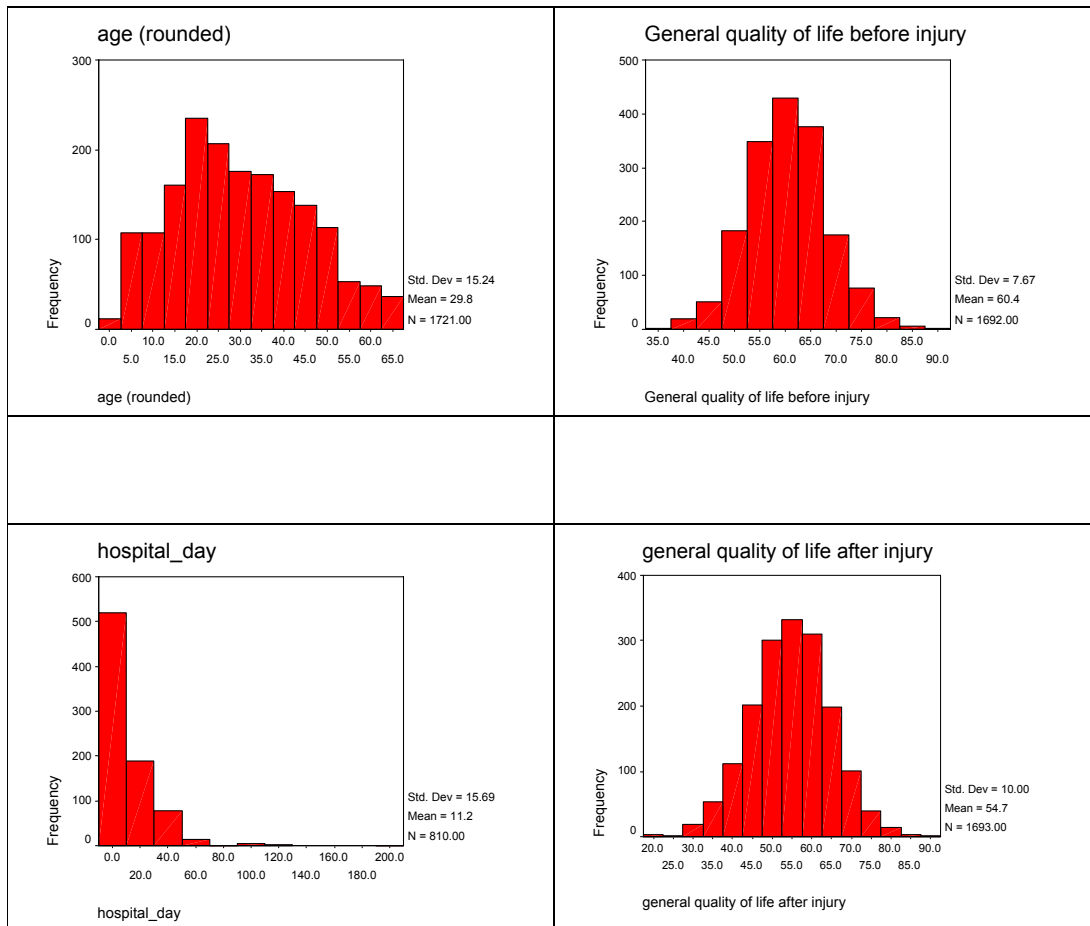 age (rounded)
300
200
100
0
Frequency
0.0 10.0 20.0 30.0 40.0 50.0 60.0
5.0 15.0 25.0 35.0 45.0 55.0 65.0
age (rounded)
Std. Dev = 15.24
Mean = 29.8
N = 1721.00
General quality of life before injury
500
400
300
200
100
0
Frequency
35.0 45.0 55.0 65.0 75.0 85.0
40.0 50.0 60.0 70.0 80.0 90.0
General quality of life before injury
Std. Dev = 7.67
Mean = 60.4
N = 1692.00
hospital_day
600
500
400
300
200
100
0
Frequency
0.0 40.0 80.0 120.0 160.0 200.0
20.0 60.0 100.0 140.0 180.0
hospital_day
Std. Dev = 15.69
Mean = 11.2
N = 810.00
general quality of life after injury
400
300
200
100
0
Frequency
20.0 30.0 40.0 50.0 60.0 70.0 80.0 90.0
25.0 35.0 45.0 55.0 65.0 75.0 85.0
general quality of life after injury
Std. Dev = 10.00
Mean = 54.7
N = 1693.00